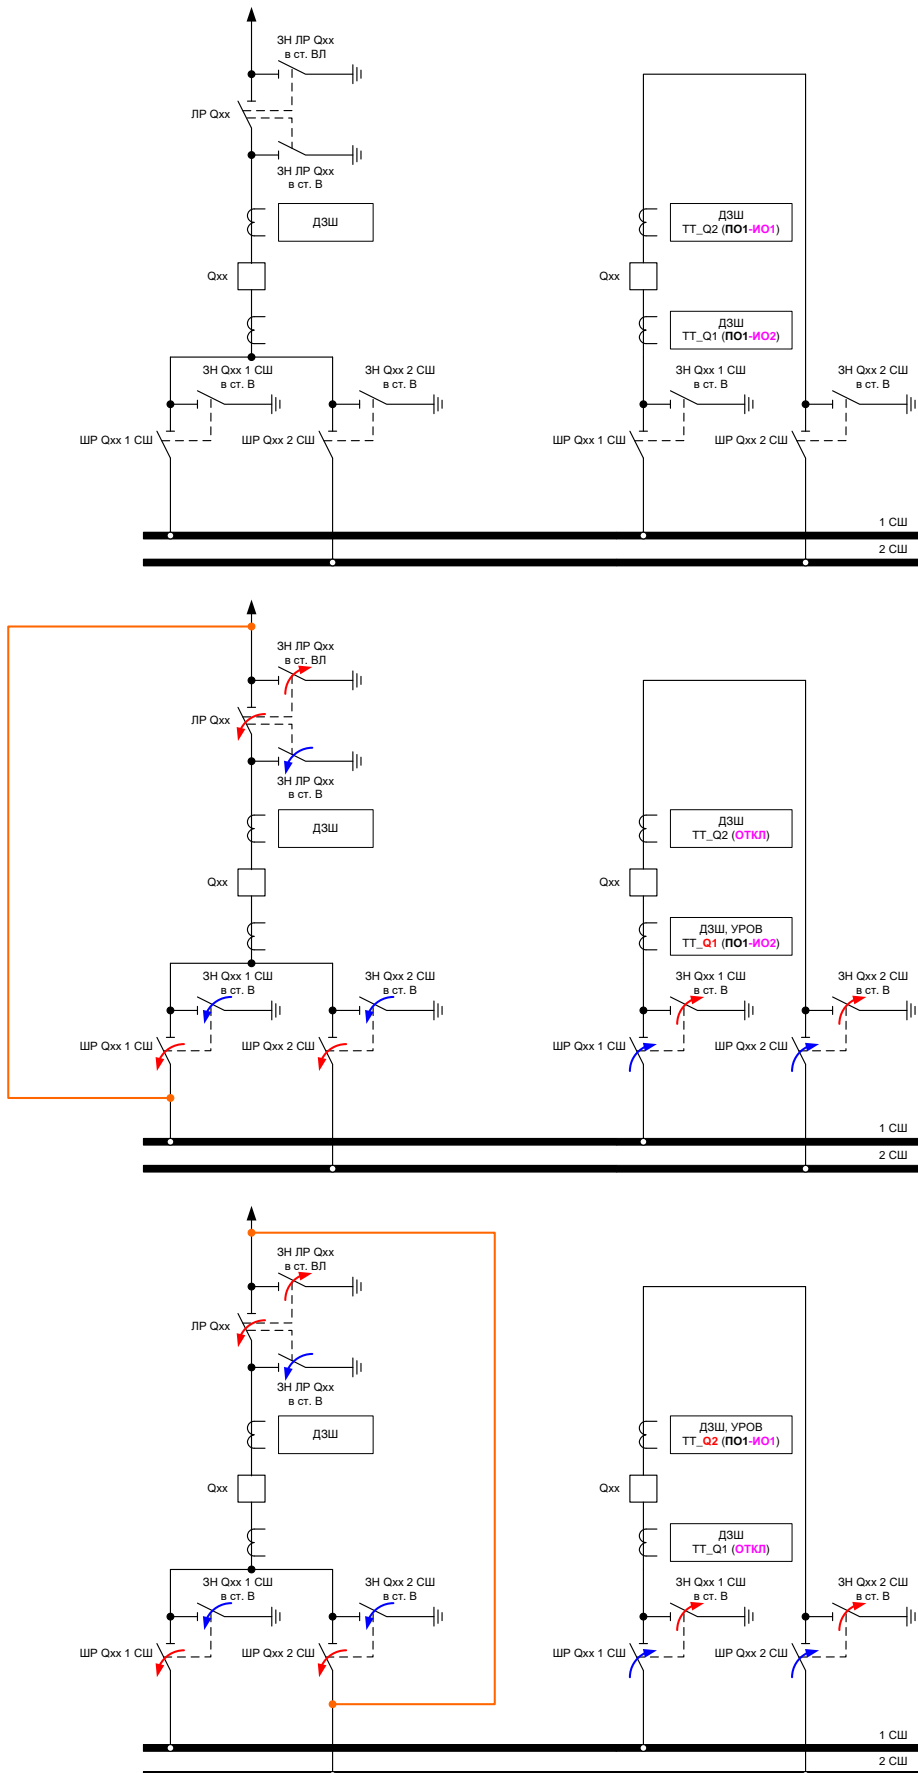 ЗН ЛР Qxx
в ст. ВЛ
ЛР Qxx
ЗН ЛР Qxx
в ст. В
ДЗШ
ДЗШ
ТТ_Q2 (ПО1-ИО1)
Qxx
Qxx
ДЗШ
ТТ_Q1 (ПО1-ИО2)
ЗН Qxx 1 СШ
в ст. В
ЗН Qxx 2 СШ
в ст. В
ЗН Qxx 1 СШ
в ст. В
ЗН Qxx 2 СШ
в ст. В
ШР Qxx 1 СШ
ШР Qxx 2 СШ
ШР Qxx 1 СШ
ШР Qxx 2 СШ
1 СШ
2 СШ
ЗН ЛР Qxx
в ст. ВЛ
ЛР Qxx
ЗН ЛР Qxx
в ст. В
ДЗШ
ДЗШ
ТТ_Q2 (ОТКЛ)
Qxx
Qxx
ДЗШ, УРОВ
ТТ_Q1 (ПО1-ИО2)
ЗН Qxx 1 СШ
в ст. В
ЗН Qxx 2 СШ
в ст. В
ЗН Qxx 1 СШ
в ст. В
ЗН Qxx 2 СШ
в ст. В
ШР Qxx 1 СШ
ШР Qxx 2 СШ
ШР Qxx 1 СШ
ШР Qxx 2 СШ
1 СШ
2 СШ
ЗН ЛР Qxx
в ст. ВЛ
ЛР Qxx
ЗН ЛР Qxx
в ст. В
ДЗШ
ДЗШ, УРОВ
ТТ_Q2 (ПО1-ИО1)
Qxx
Qxx
ДЗШ
ТТ_Q1 (ОТКЛ)
ЗН Qxx 1 СШ
в ст. В
ЗН Qxx 2 СШ
в ст. В
ЗН Qxx 1 СШ
в ст. В
ЗН Qxx 2 СШ
в ст. В
ШР Qxx 1 СШ
ШР Qxx 2 СШ
ШР Qxx 1 СШ
ШР Qxx 2 СШ
1 СШ
2 СШ